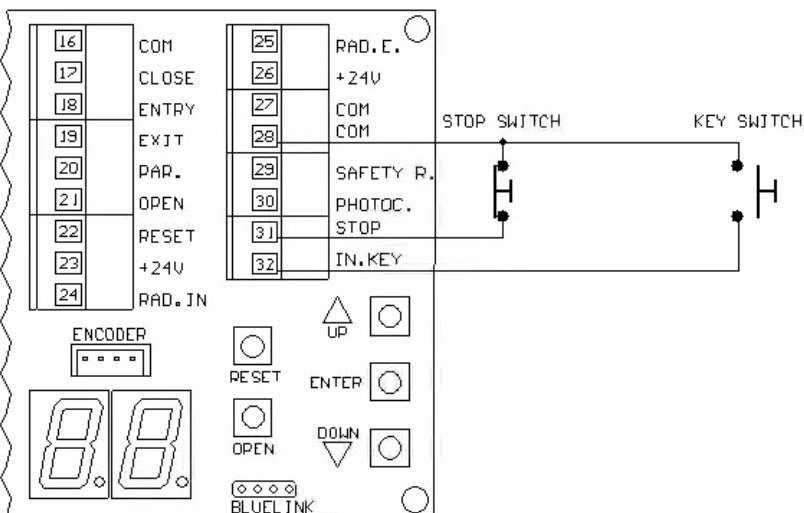 16 COM
17 CLOSE
18 ENTRY
19 EXIT
20 PAR.
21 OPEN
22 RESET
23 +24V
24 RAD.IN
25 RAD.E.
26 +24V
27 COM
28 COM
29 SAFETY R.
30 PHOTOC.
31 STOP
32 IN.KEY
STOP SWITCH
KEY SWITCH
ENCODER
RESET
OPEN
UP
ENTER
DOWN
88
BLUELINK